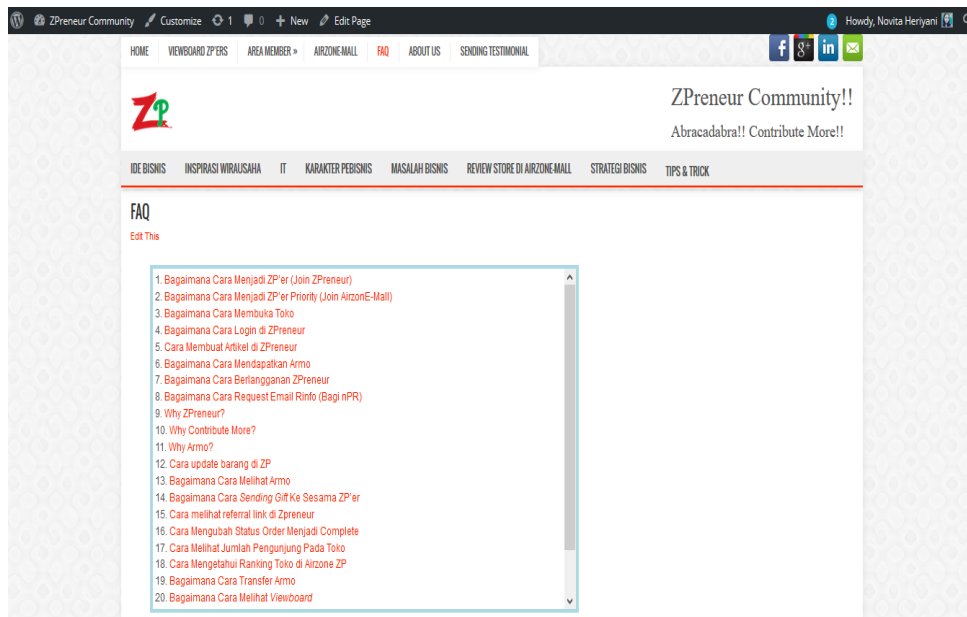 ZPreneur Community Customize 1 0 New Edit Page 2 Howdy, Novita Heriyani
HOME VIEWBOARD ZP'ERS AREA MEMBER » AIRZONE-MALL FAQ ABOUT US SENDING TESTIMONIAL
f g+ in
ZP
ZPreneur Community!!
Abracadabra!! Contribute More!!
IDE BISNIS INSPIRASI WIRAUSAHA IT KARAKTER PEBISNIS MASALAH BISNIS REVIEW STORE DI AIRZONE-MALL STRATEGI BISNIS TIPS & TRICK
FAQ
Edit This
1. Bagaimana Cara Menjadi ZP'er (Join ZPreneur)
2. Bagaimana Cara Menjadi ZP'er Priority (Join AirzonE-Mall)
3. Bagaimana Cara Membuka Toko
4. Bagaimana Cara Login di ZPreneur
5. Cara Membuat Artikel di ZPreneur
6. Bagaimana Cara Mendapatkan Armo
7. Bagaimana Cara Berlangganan ZPreneur
8. Bagaimana Cara Request Email Rinfo (Bagi nPR)
9. Why ZPreneur?
10. Why Contribute More?
11. Why Armo?
12. Cara update barang di ZP
13. Bagaimana Cara Melihat Armo
14. Bagaimana Cara Sending Gift Ke Sesama ZP'er
15. Cara melihat referral link di Zpreneur
16. Cara Mengubah Status Order Menjadi Complete
17. Cara Melihat Jumlah Pengunjung Pada Toko
18. Cara Mengetahui Ranking Toko di Airzone ZP
19. Bagaimana Cara Transfer Armo
20. Bagaimana Cara Melihat Viewboard